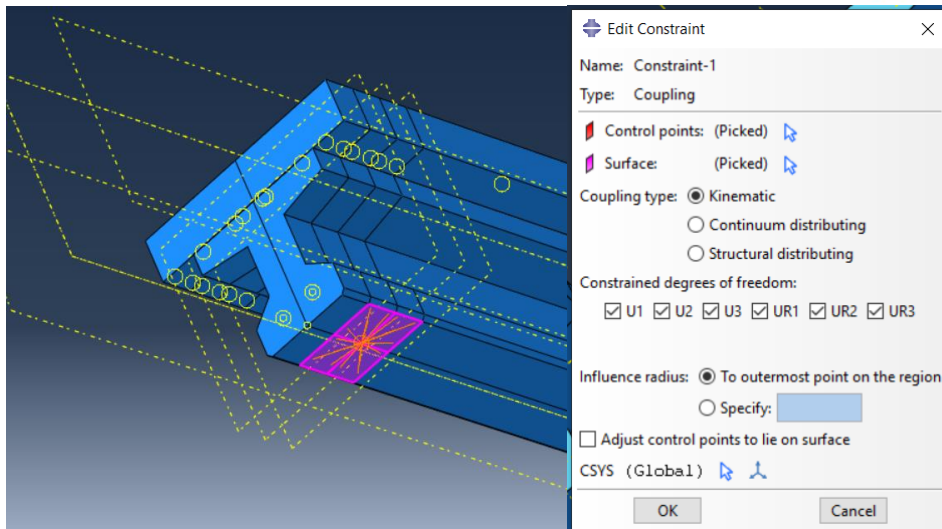 Edit Constraint
Name: Constraint-1
Type: Coupling
Control points: (Picked)
Surface: (Picked)
Coupling type: Kinematic
Continuum distributing
Structural distributing
Constrained degrees of freedom:
U1 U2 U3 UR1 UR2 UR3
Influence radius: To outermost point on the region
Specify:
Adjust control points to lie on surface
CSYS (Global)
OK Cancel